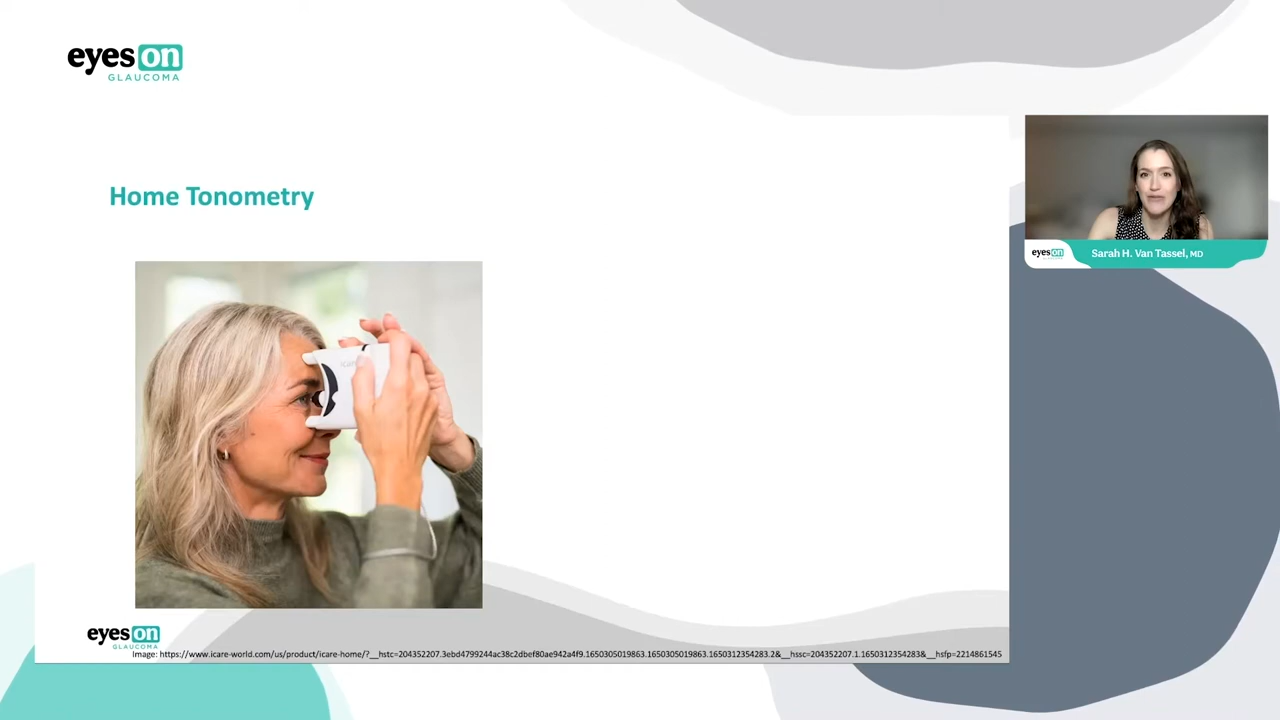 eyes on
GLAUCOMA
Home Tonometry
eyes on
Sarah H. Van Tassel, MD
eyes on
GLAUCOMA
Image: https://www.icare-world.com/us/product/icare-home/?__hstc=204352207.3ebd4799244ac38c2dbef80ae942a4f9.1650305019863.1650305019863.1650312354283.2&__hssc=204352207.1.1650312354283&__hsfp=2214861545